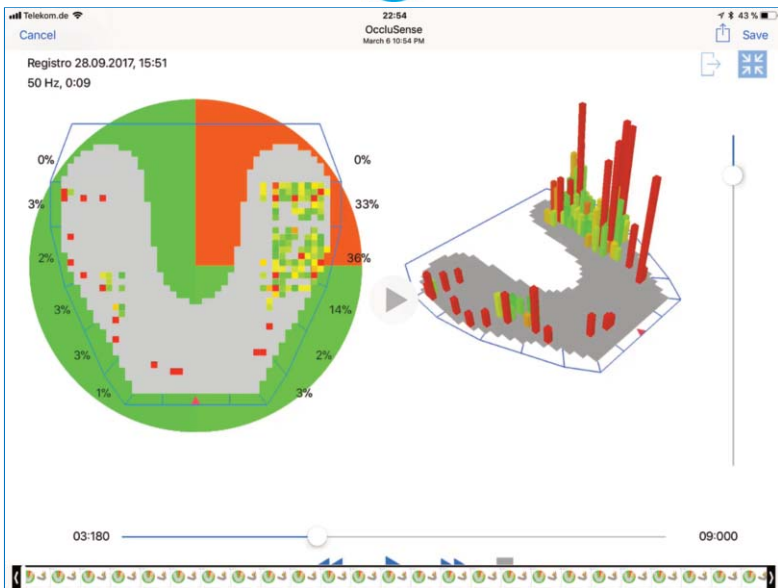 Telekom.de
22:54
43 %
Cancel
OccluSense
March 6 10:54 PM
Save
Registro 28.09.2017, 15:51
50 Hz, 0:09
0% 0%
3% 33%
2% 36%
3% 14%
3% 2%
1% 3%
03:180 09:000